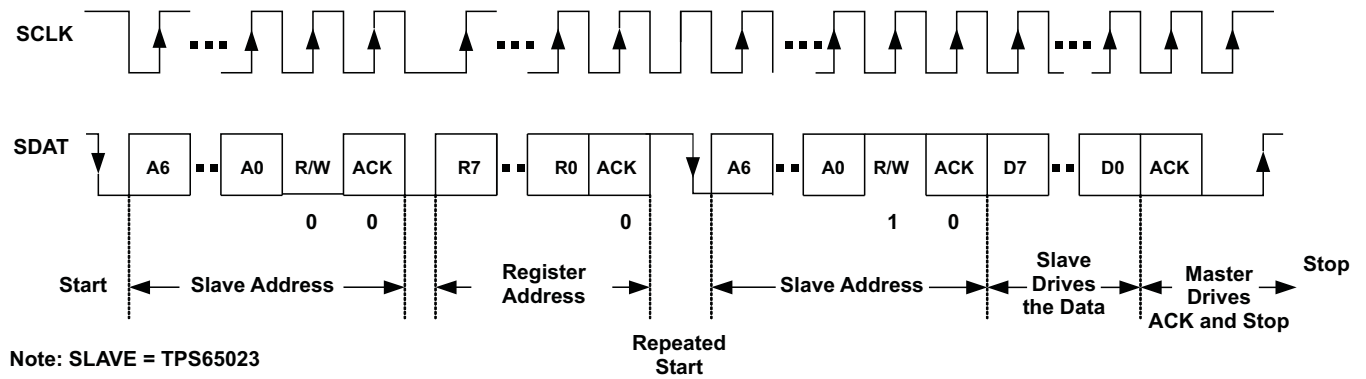 SCLK
SDAT
A6 A0 R/W ACK R7 R0 ACK A6 A0 R/W ACK D7 D0 ACK
0 0 0 1 0
Start Slave Address Register Address Slave Address Slave Drives the Data Master Drives ACK and Stop Stop
Repeated
Start
Note: SLAVE = TPS65023